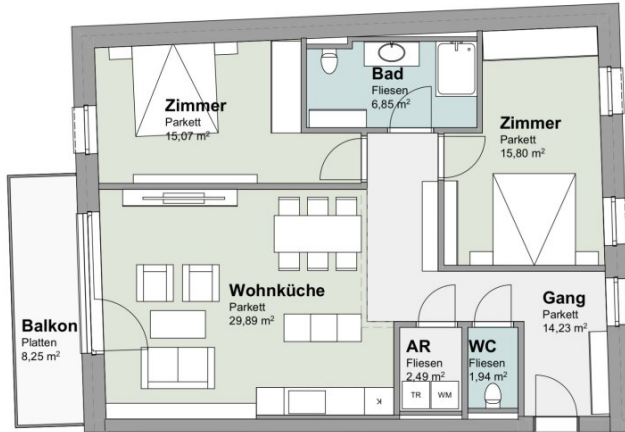 Bad
Fliesen
6,85 m²
Zimmer
Parkett
15,07 m²
Zimmer
Parkett
15,80 m²
Wohnküche
Parkett
29,89 m²
Gang
Parkett
14,23 m²
Balkon
Platten
8,25 m²
AR
Fliesen
2,49 m²
WC
Fliesen
1,94 m²
TR
WM
K